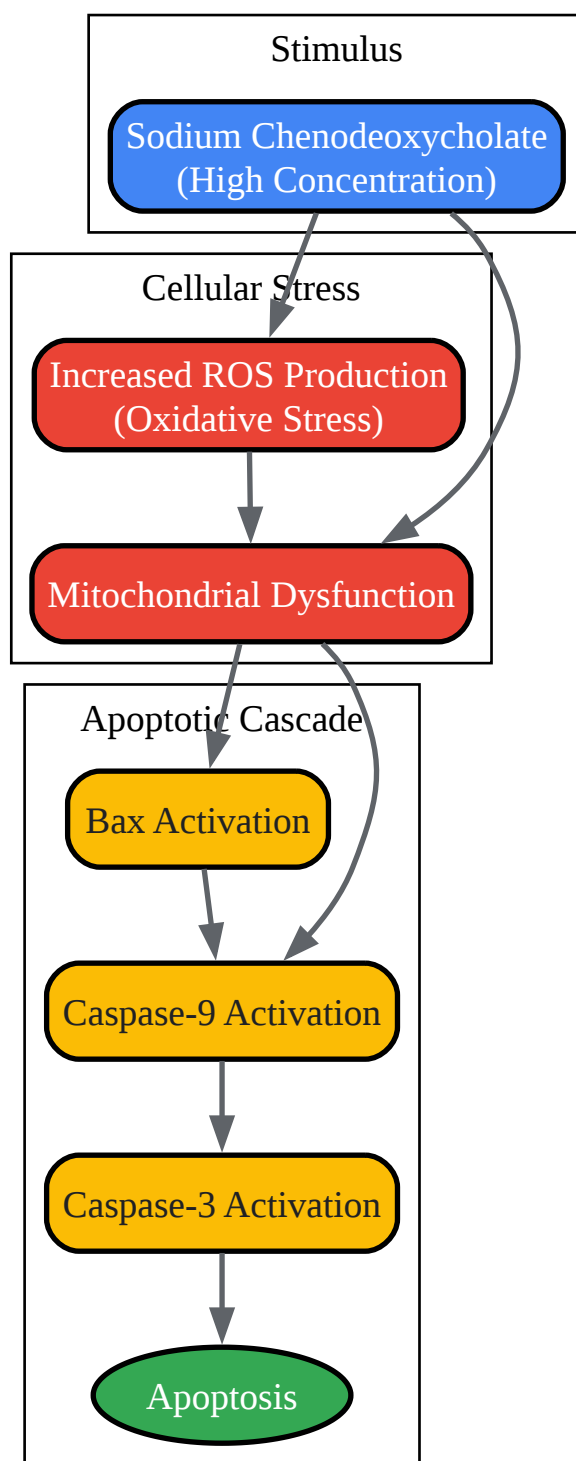 Stimulus
Sodium Chenodeoxycholate
(High Concentration)
Cellular Stress
Increased ROS Production
(Oxidative Stress)
Mitochondrial Dysfunction
Apoptotic Cascade
Bax Activation
Caspase-9 Activation
Caspase-3 Activation
Apoptosis